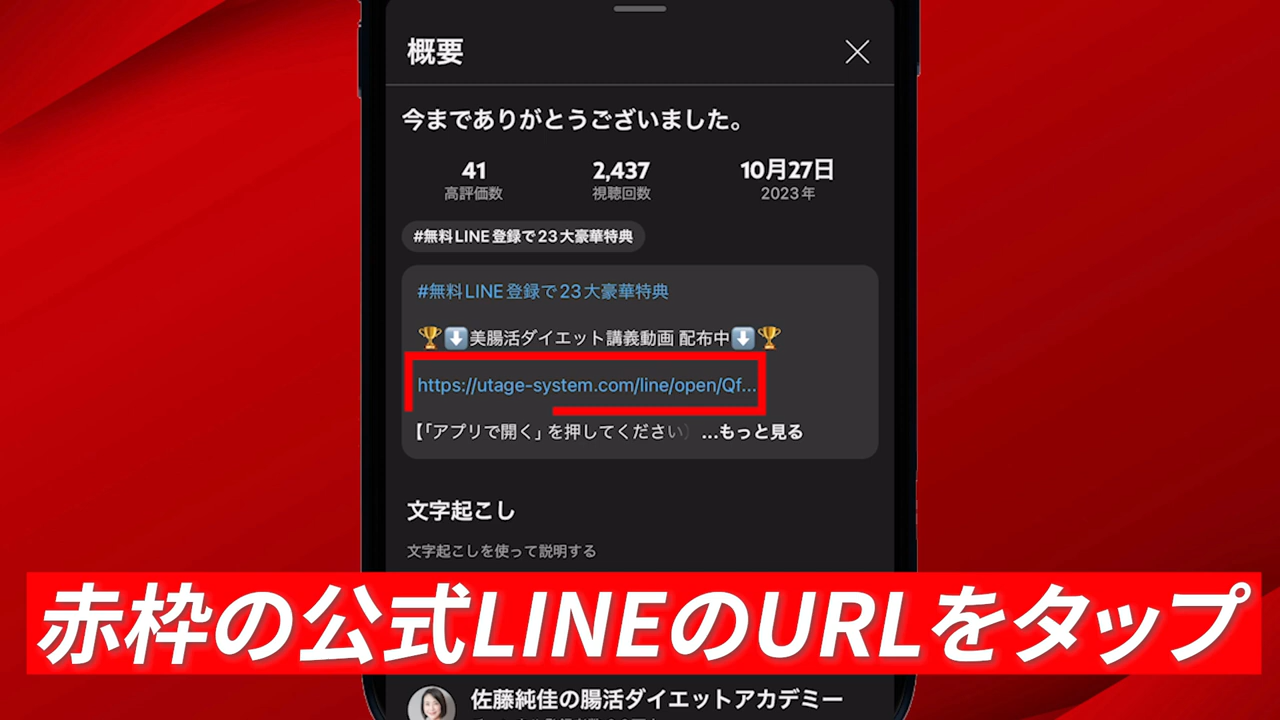 概要
今までありがとうございました。
41
高評価数
2,437
視聴回数
10月27日
2023年
#無料LINE登録で23大豪華特典
#無料LINE登録で23大豪華特典
🏆⬇️美腸活ダイエット講義動画 配布中⬇️🏆
https://utage-system.com/line/open/Qf...
【「アプリで開く」を押してください）...もっと見る
文字起こし
文字起こしを使って説明する
赤枠の公式LINEのURLをタップ
佐藤純佳の腸活ダイエットアカデミー